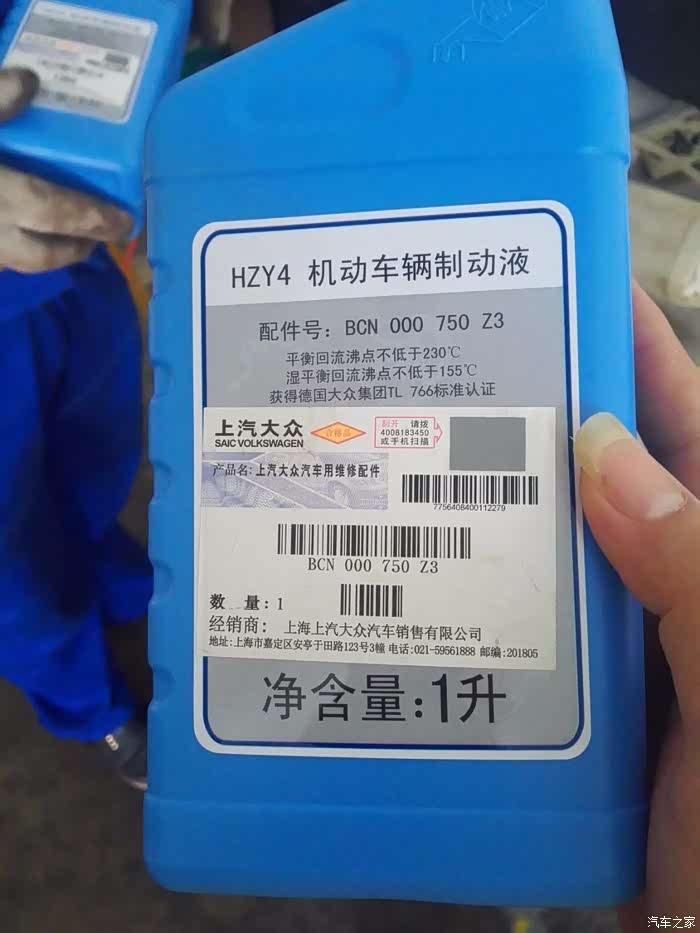 HZY4 机动车辆制动液
配件号: BCN 000 750 Z3
平衡回流沸点不低于230℃
湿平衡回流沸点不低于155℃
获得德国大众集团TL 766标准认证
上汽大众
SAIC VOLKSWAGEN
合格品
刮开 请拨
4008183450
或手机扫描
产品名: 上汽大众汽车用维修配件
7756408400112279
BCN 000 750 Z3
数 量: 1
经销商: 上海上汽大众汽车销售有限公司
地址:上海市嘉定区安亭于田路123号3幢 电话:021-59561888 邮编:201805
净含量:1升
汽车之家